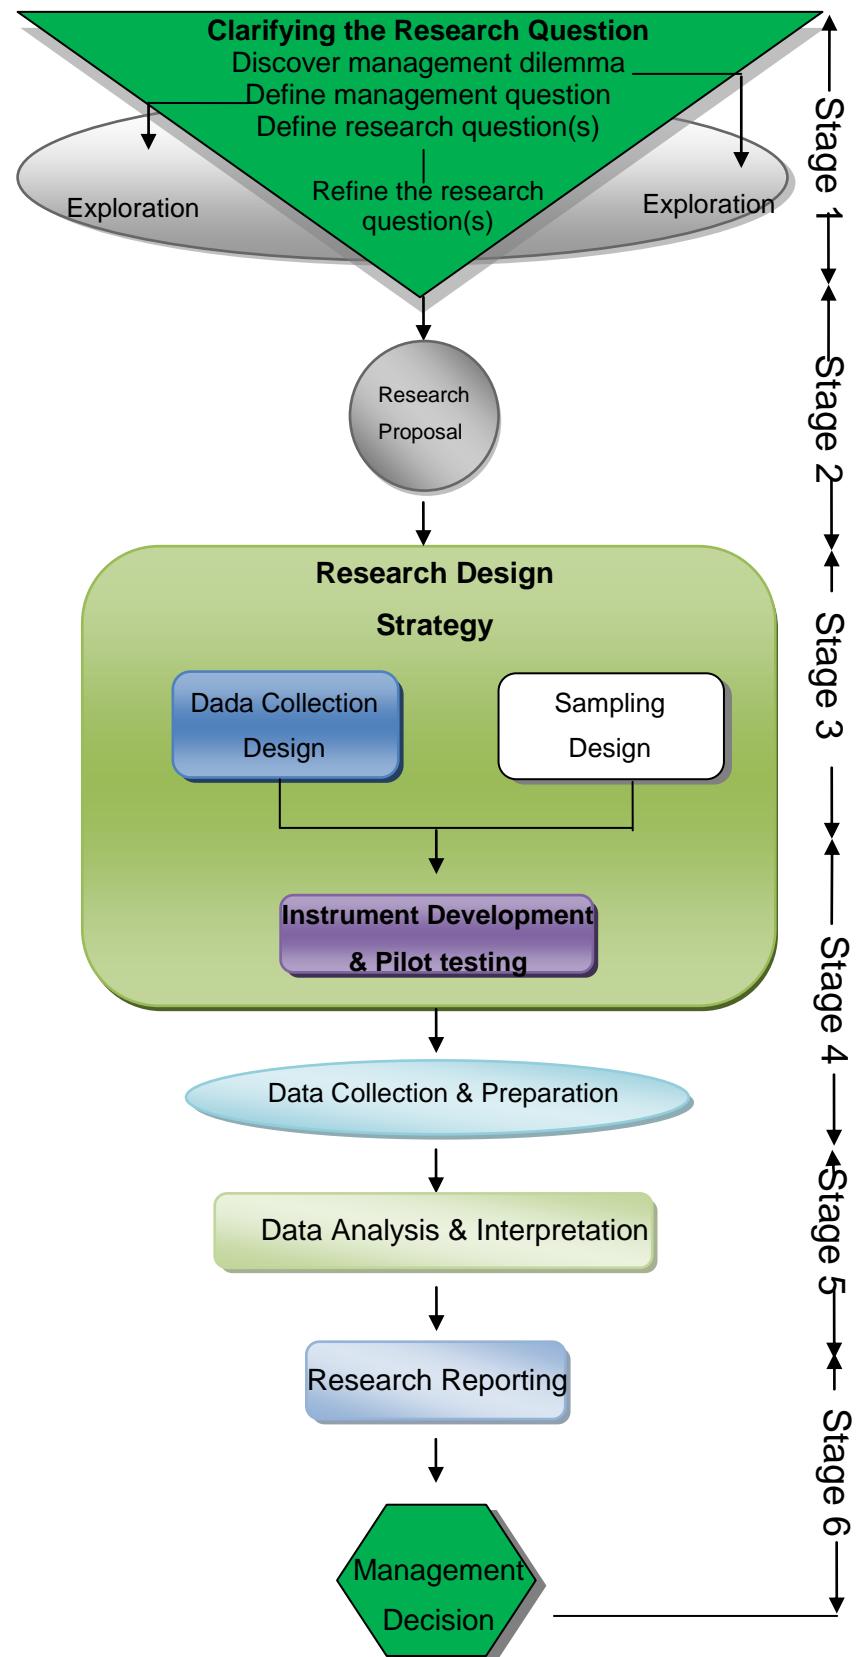 Clarifying the Research Question
Discover management dilemma
Define management question
Define research question(s)
Refine the research
question(s)
Exploration
Exploration
Stage 1
Research
Proposal
Stage 2
Research Design
Strategy
Dada Collection
Design
Sampling
Design
Stage 3
Instrument Development
& Pilot testing
Stage 4
Data Collection & Preparation
Data Analysis & Interpretation
Stage 5
Research Reporting
Stage 6
Management
Decision